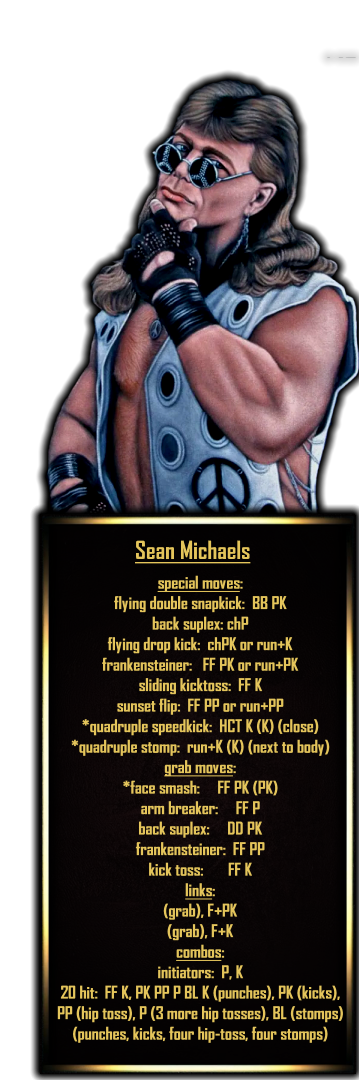 Sean Michaels
special moves:
flying double snapkick: BB PK
back suplex: chP
flying drop kick: chPK or run+K
frankensteiner: FF PK or run+PK
sliding kicktoss: FF K
sunset flip: FF PP or run+PP
*quadruple speedkick: HCT K (K) (close)
*quadruple stomp: run+K (K) (next to body)
grab moves:
*face smash: FF PK (PK)
arm breaker: FF P
back suplex: DD PK
frankensteiner: FF PP
kick toss: FF K
links:
(grab), F+PK
(grab), F+K
combos:
initiators: P, K
20 hit: FF K, PK PP P BL K (punches), PK (kicks),
PP (hip toss), P (3 more hip tosses), BL (stomps)
(punches, kicks, four hip-toss, four stomps)